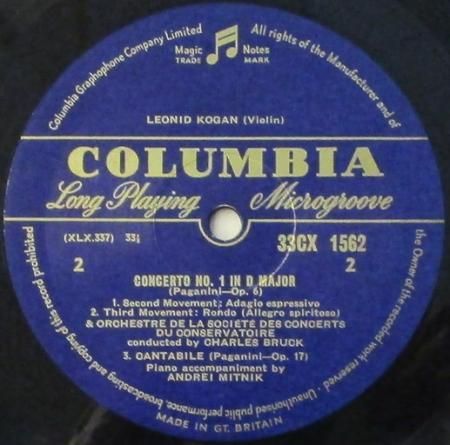 Columbia Graphophone Company Limited
Magic Notes
TRADE MARK
All rights of the Manufacturer and of
LEONID KOGAN (Violin)
COLUMBIA
Long Playing Microgroove
(XLX.337) 33⅓
33CX 1562
2
2
CONCERTO NO. 1 IN D MAJOR
(Paganini—Op. 6)
1. Second Movement: Adagio espressivo
2. Third Movement: Rondo (Allegro spiritoso)
& ORCHESTRE DE LA SOCIÉTÉ DES CONCERTS
DU CONSERVATOIRE
conducted by CHARLES BRUCK
3. CANTABILE (Paganini—Op. 17)
Piano accompaniment by
ANDREI MITNIK
the Owner of the recorded work reserved · Unauthorised public performance, broadcasting and copying of this record prohibited
MADE IN GT. BRITAIN